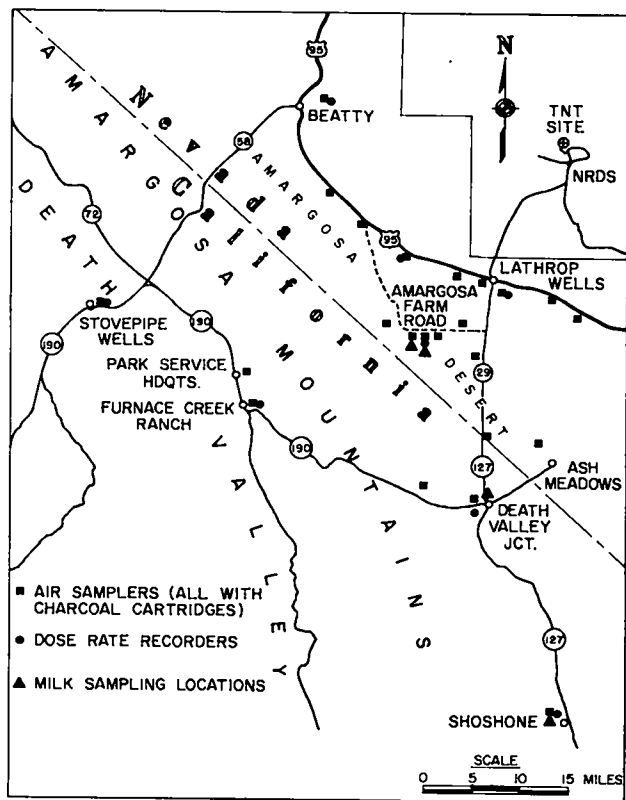 N
95
TNT
SITE
NRDS
BEATTY
58
AMARGOSA
DESERT
Nevada
California
AMARGOSA MOUNTAINS
DEATH VALLEY
72
95
LATHROP
WELLS
AMARGOSA
FARM
ROAD
STOVEPIPE
WELLS
190
190
PARK SERVICE
HDQTS.
FURNACE CREEK
RANCH
29
190
127
ASH
MEADOWS
DEATH
VALLEY
JCT.
127
SHOSHONE
AIR SAMPLERS (ALL WITH
CHARCOAL CARTRIDGES)
DOSE RATE RECORDERS
MILK SAMPLING LOCATIONS
SCALE
0 5 10 15 MILES